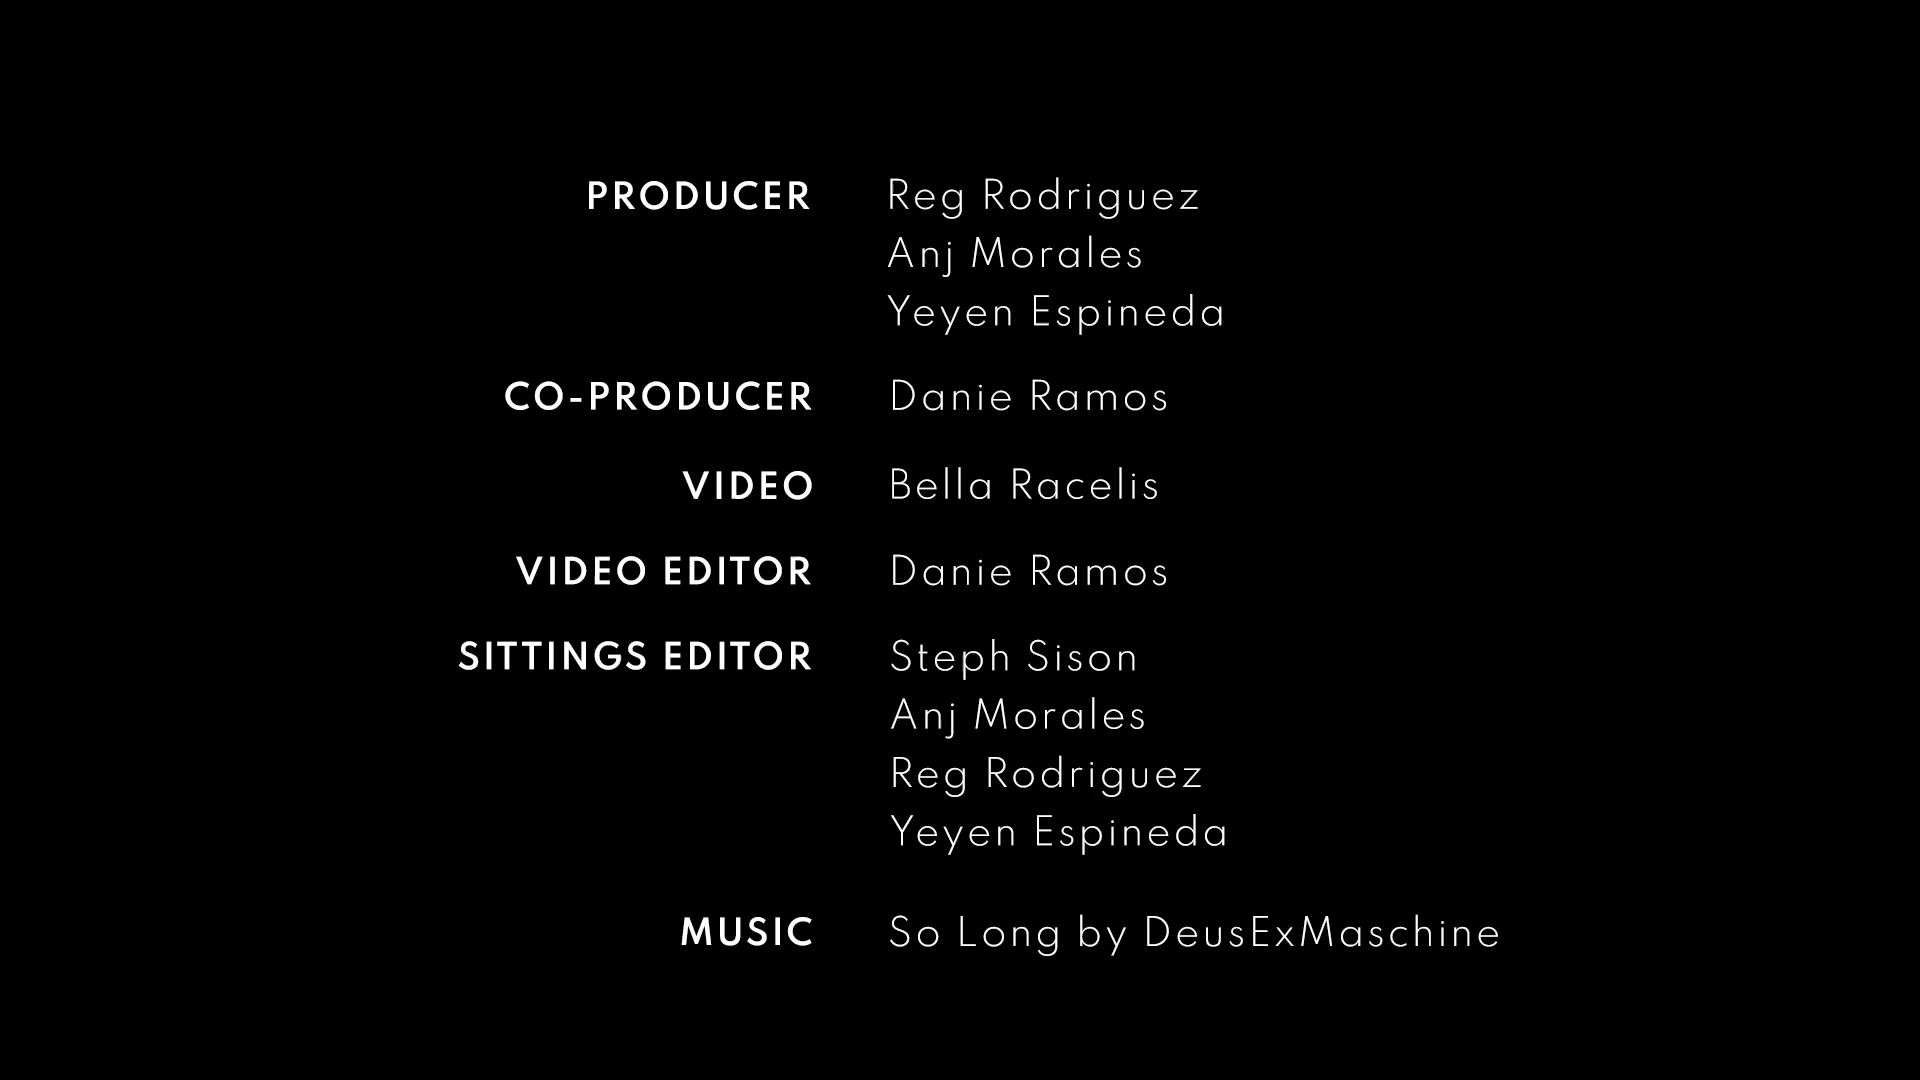 PRODUCER Reg Rodriguez
Anj Morales
Yeyen Espineda
CO-PRODUCER Danie Ramos
VIDEO Bella Racelis
VIDEO EDITOR Danie Ramos
SITTINGS EDITOR Steph Sison
Anj Morales
Reg Rodriguez
Yeyen Espineda
MUSIC So Long by DeusExMaschine